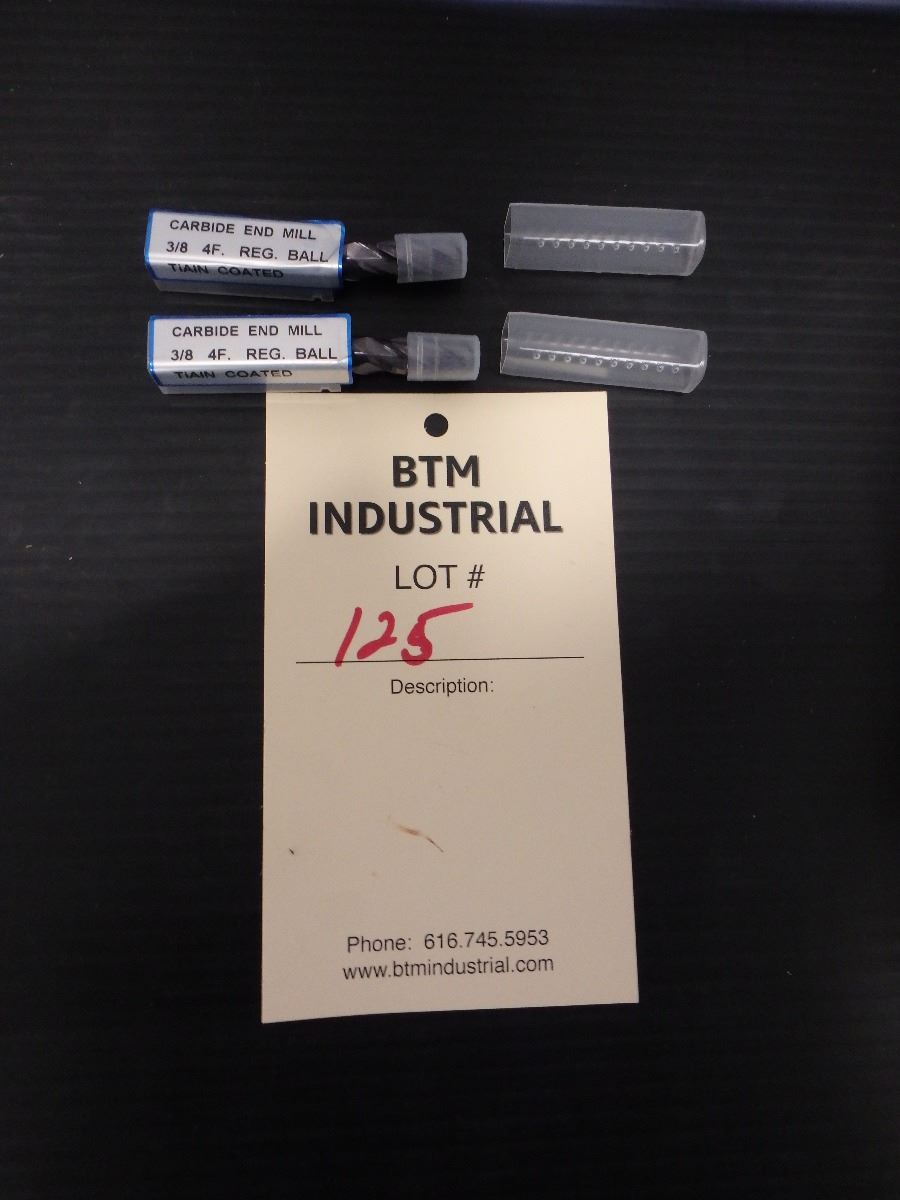 CARBIDE END MILL
3/8 4F. REG. BALL
TIAIN COATED
CARBIDE END MILL
3/8 4F. REG. BALL
TIAIN COATED
BTM
INDUSTRIAL
LOT #
125
Description:
Phone: 616.745.5953
www.btmindustrial.com